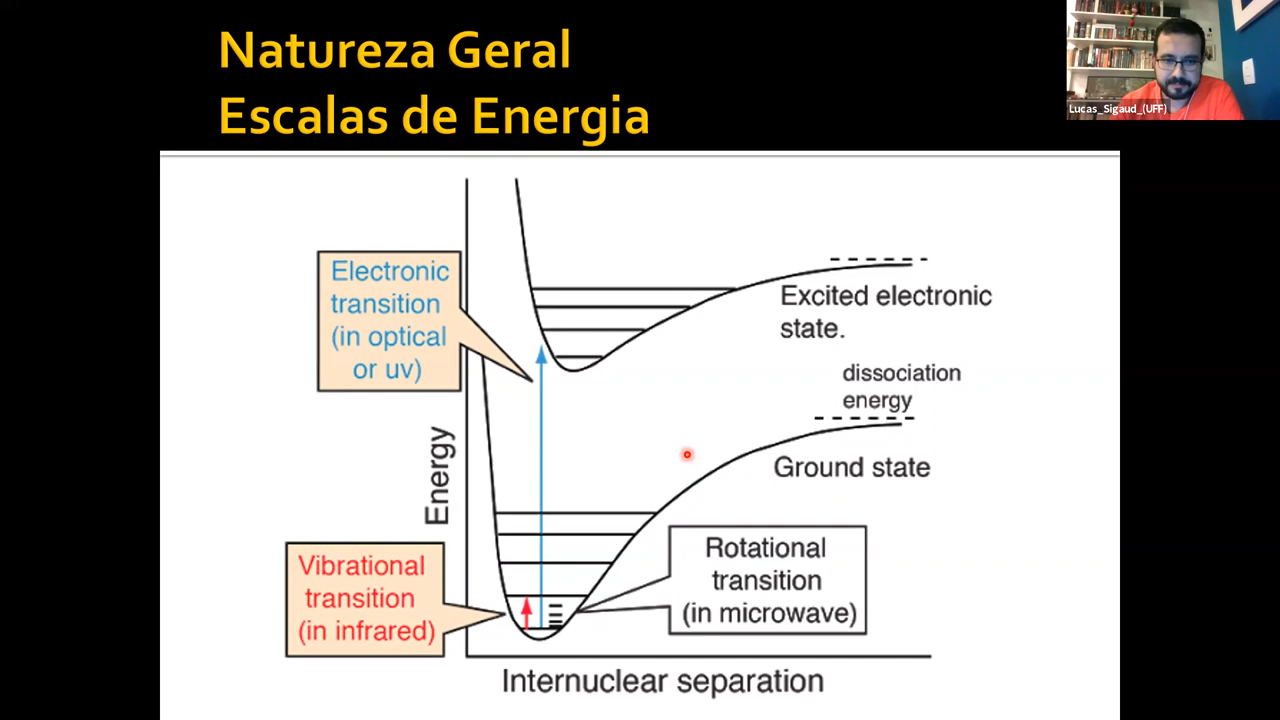 Natureza Geral
Escalas de Energia
Lucas_Sigaud_(UFF)
Electronic
transition
(in optical
or uv)
Excited electronic
state.
dissociation
energy
Ground state
Energy
Vibrational
transition
(in infrared)
Rotational
transition
(in microwave)
Internuclear separation